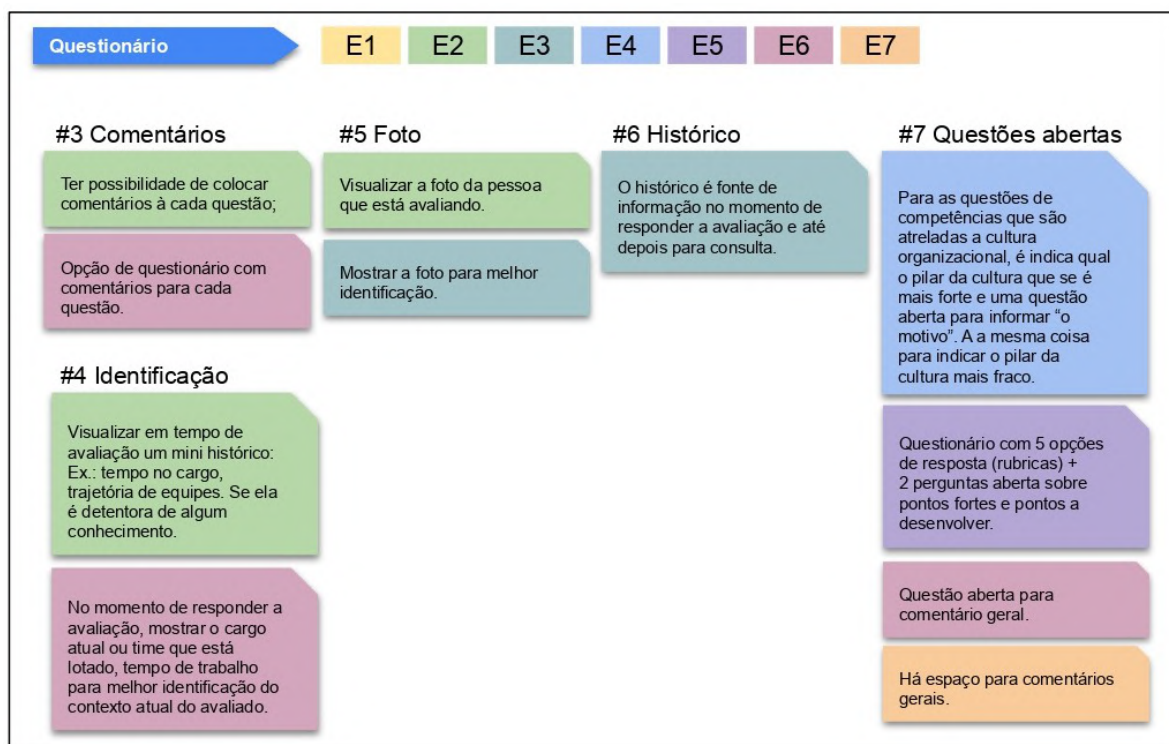 Questionário
E1 E2 E3 E4 E5 E6 E7
#3 Comentários
Ter possibilidade de colocar
comentários à cada questão;
Opção de questionário com
comentários para cada
questão.
#4 Identificação
Visualizar em tempo de
avaliação um mini histórico:
Ex.: tempo no cargo,
trajetória de equipes. Se ela
é detentora de algum
conhecimento.
No momento de responder a
avaliação, mostrar o cargo
atual ou time que está
lotado, tempo de trabalho
para melhor identificação do
contexto atual do avaliado.
#5 Foto
Visualizar a foto da pessoa
que está avaliando.
Mostrar a foto para melhor
identificação.
#6 Histórico
O histórico é fonte de
informação no momento de
responder a avaliação e até
depois para consulta.
#7 Questões abertas
Para as questões de
competências que são
atreladas a cultura
organizacional, é indica qual
o pilar da cultura que se é
mais forte e uma questão
aberta para informar “o
motivo”. A a mesma coisa
para indicar o pilar da
cultura mais fraco.
Questionário com 5 opções
de resposta (rubricas) +
2 perguntas aberta sobre
pontos fortes e pontos a
desenvolver.
Questão aberta para
comentário geral.
Há espaço para comentários
gerais.